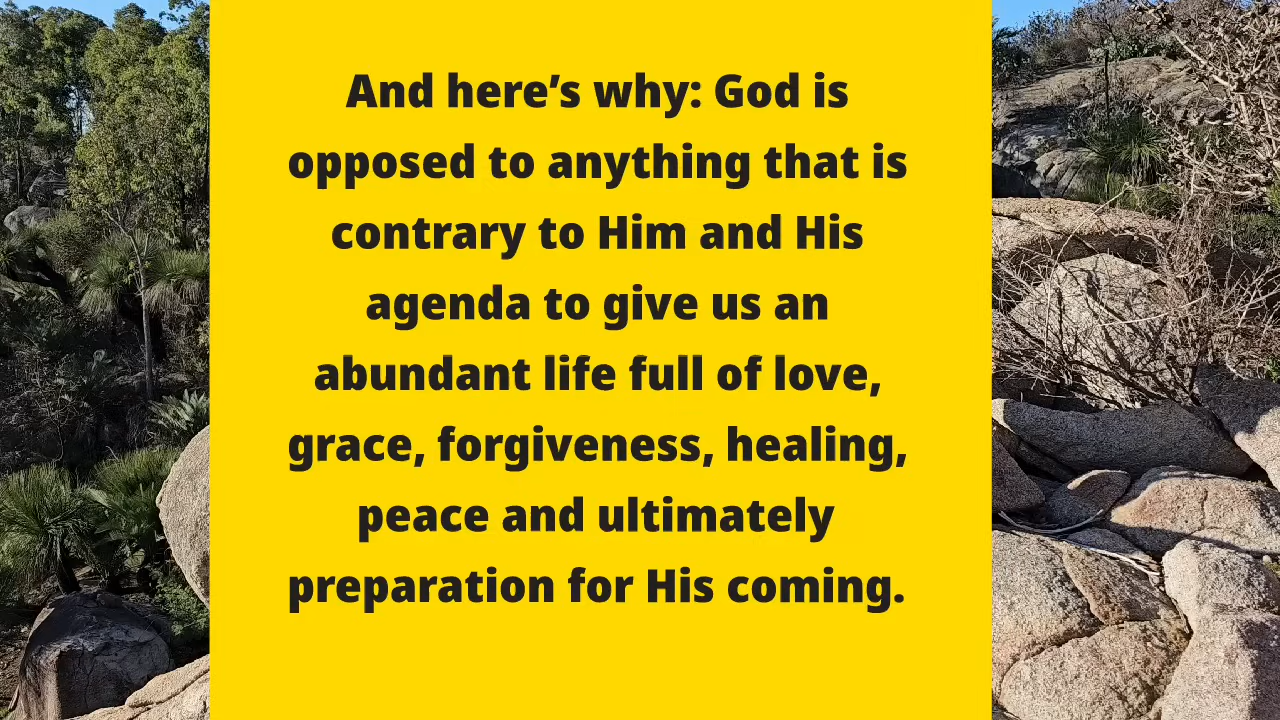 And here’s why: God is
opposed to anything that is
contrary to Him and His
agenda to give us an
abundant life full of love,
grace, forgiveness, healing,
peace and ultimately
preparation for His coming.